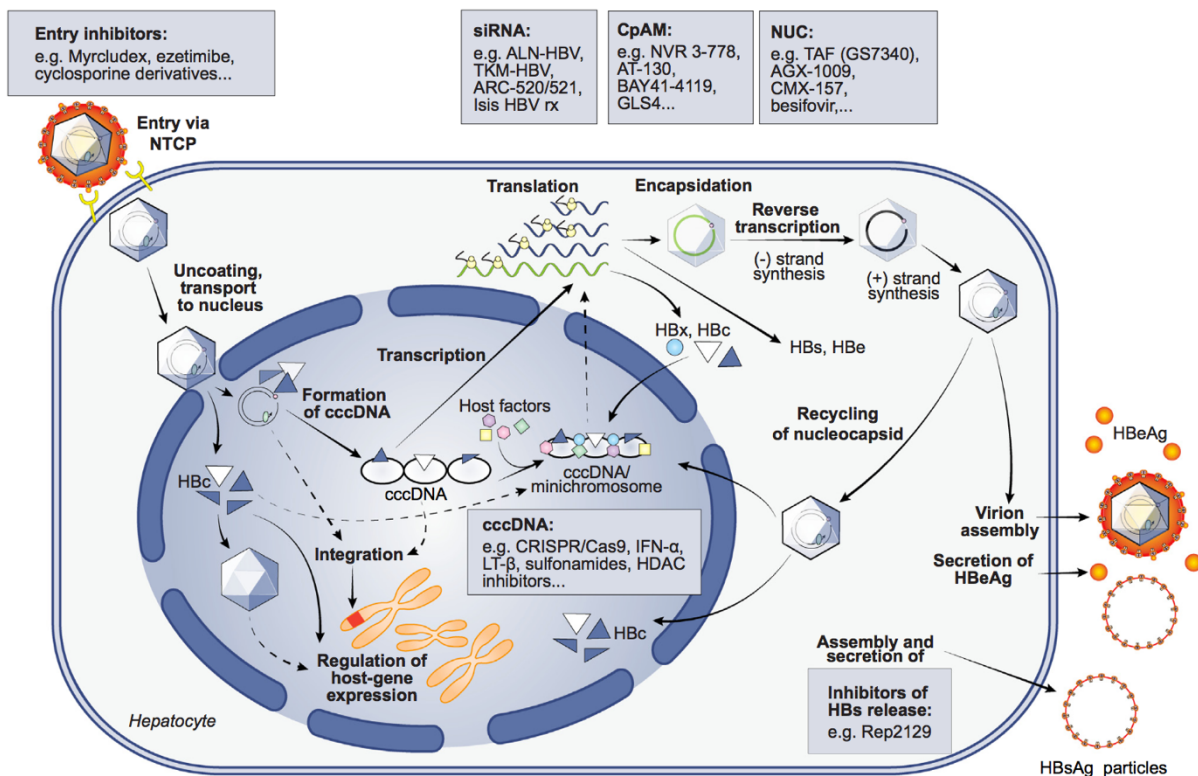 Entry inhibitors:
e.g. Myrcludex, ezetimibe,
cyclosporine derivatives...
siRNA:
e.g. ALN-HBV,
TKM-HBV,
ARC-520/521,
Isis HBV rx
CpAM:
e.g. NVR 3-778,
AT-130,
BAY41-4119,
GLS4...
NUC:
e.g. TAF (GS7340),
AGX-1009,
CMX-157,
besifovir,...
Entry via
NTCP
Translation
Encapsidation
Reverse
transcription
(-) strand
synthesis
(+) strand
synthesis
Uncoating,
transport
to nucleus
Transcription
HBx, HBc
HBs, HBe
Formation
of cccDNA
Host factors
Recycling
of nucleocapsid
HBeAg
HBc
cccDNA
cccDNA/
minichromosome
Integration
cccDNA:
e.g. CRISPR/Cas9, IFN-α,
LT-β, sulfonamides, HDAC
inhibitors...
Virion
assembly
Secretion of
HBeAg
HBc
Regulation of
host-gene
expression
Assembly and
secretion of
Inhibitors of
HBs release:
e.g. Rep2129
Hepatocyte
HBsAg particles